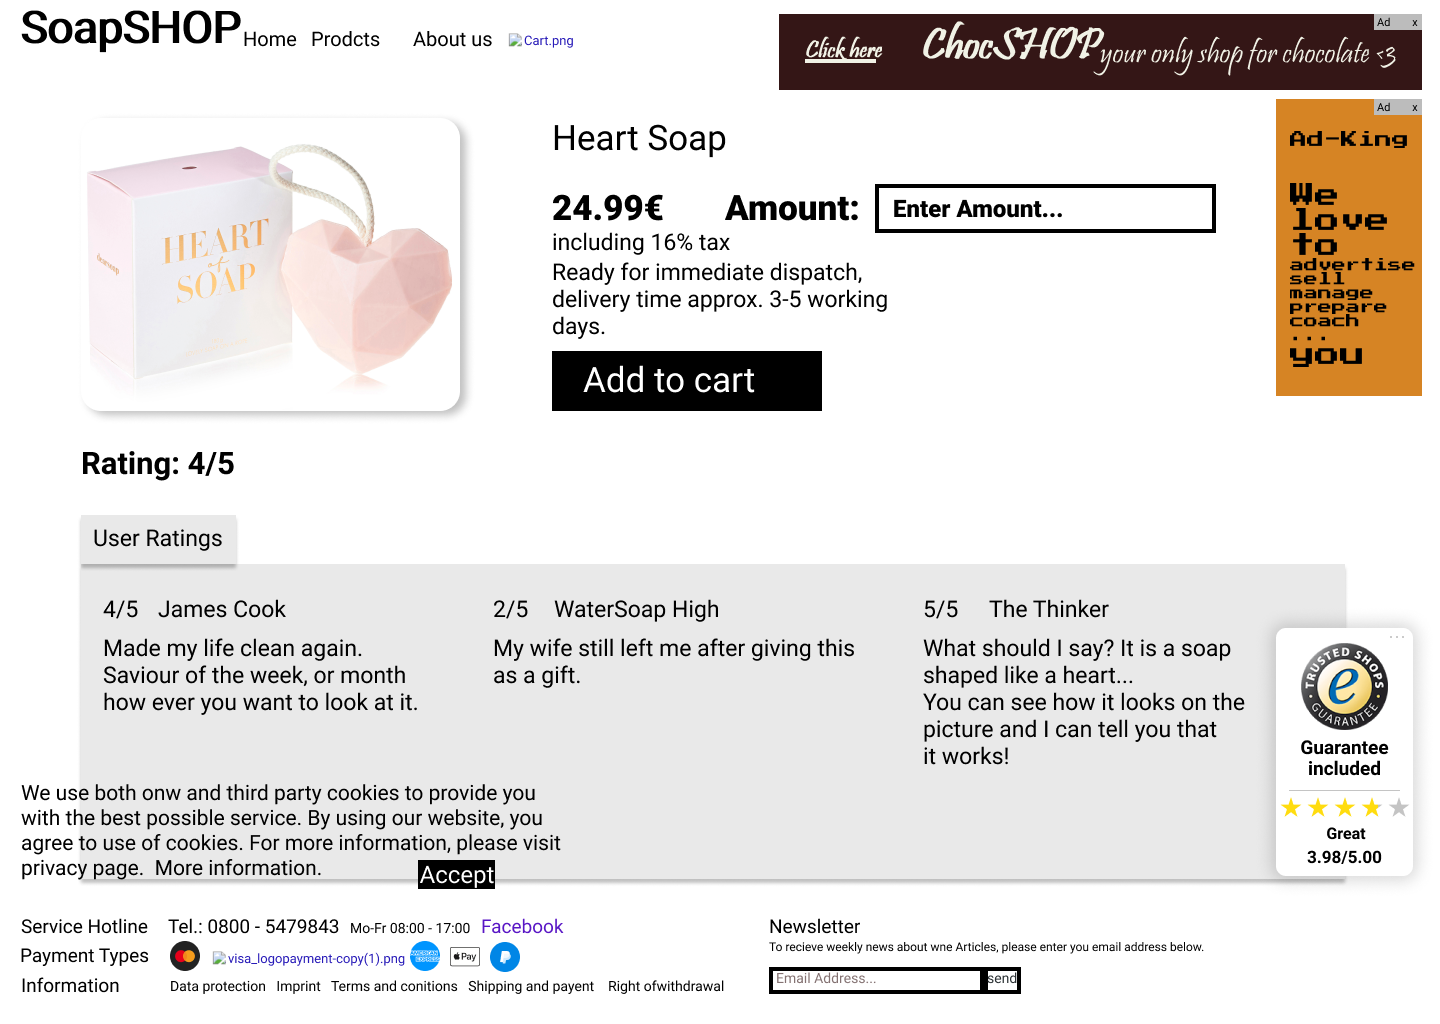 SoapSHOP
Home Prodcts About us Cart.png
Ad x
Click here ChocSHOP your only shop for chocolate <3
Ad x
Ad-King
We
love
to
advertise
sell
manage
prepare
coach
...
you
HEART
of
SOAP
Heart Soap
24.99€ Amount: Enter Amount...
including 16% tax
Ready for immediate dispatch,
delivery time approx. 3-5 working
days.
Add to cart
Rating: 4/5
User Ratings
4/5 James Cook
Made my life clean again.
Saviour of the week, or month
how ever you want to look at it.
2/5 WaterSoap High
My wife still left me after giving this
as a gift.
5/5 The Thinker
What should I say? It is a soap
shaped like a heart...
You can see how it looks on the
picture and I can tell you that
it works!
TRUSTED SHOPS
e
GUARANTEE
Guarantee
included
Great
3.98/5.00
We use both onw and third party cookies to provide you
with the best possible service. By using our website, you
agree to use of cookies. For more information, please visit
privacy page. More information.
Accept
Service Hotline Tel.: 0800 - 5479843 Mo-Fr 08:00 - 17:00 Facebook
Payment Types visa_logopayment-copy(1).png AMERICAN EXPRESS Pay P
Information Data protection Imprint Terms and conitions Shipping and payent Right ofwithdrawal
Newsletter
To recieve weekly news about wne Articles, please enter you email address below.
Email Address... send